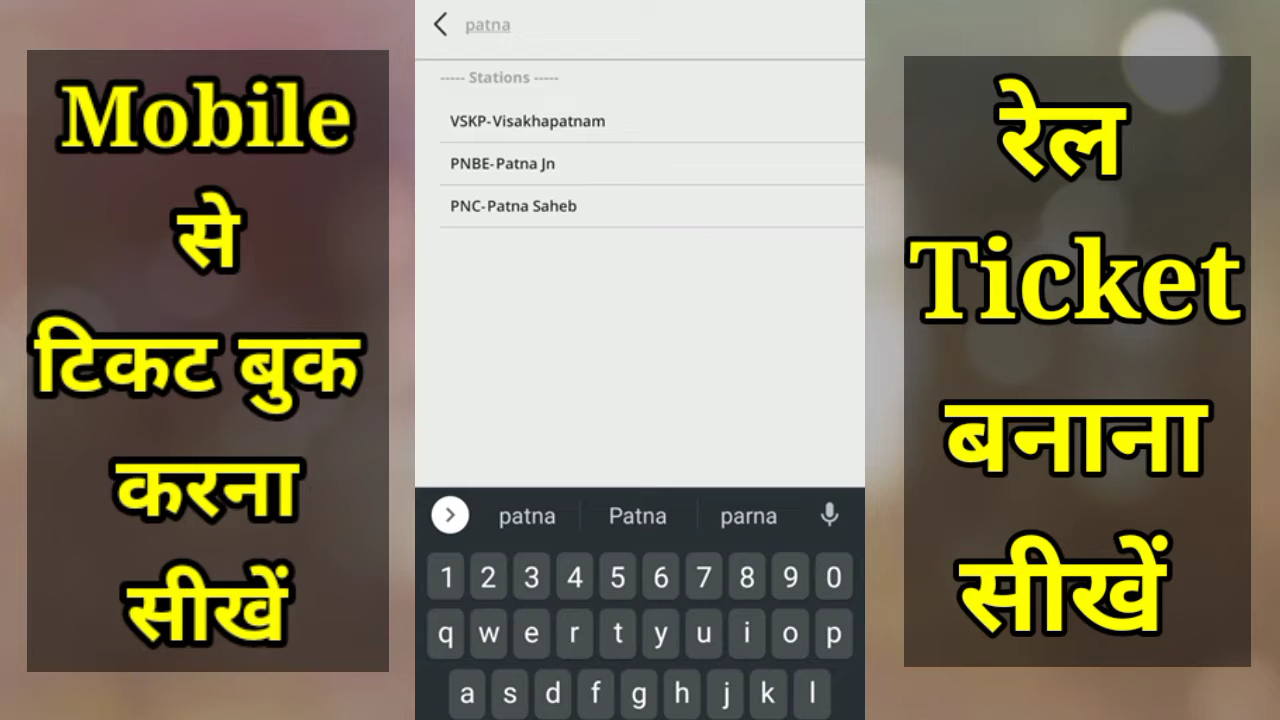 Mobile
से
टिकट बुक
करना
सीखें
patna
----- Stations -----
VSKP-Visakhapatnam
PNBE-Patna Jn
PNC-Patna Saheb
patna Patna parna
1 2 3 4 5 6 7 8 9 0
q w e r t y u i o p
a s d f g h j k l
रेल
Ticket
बनाना
सीखें